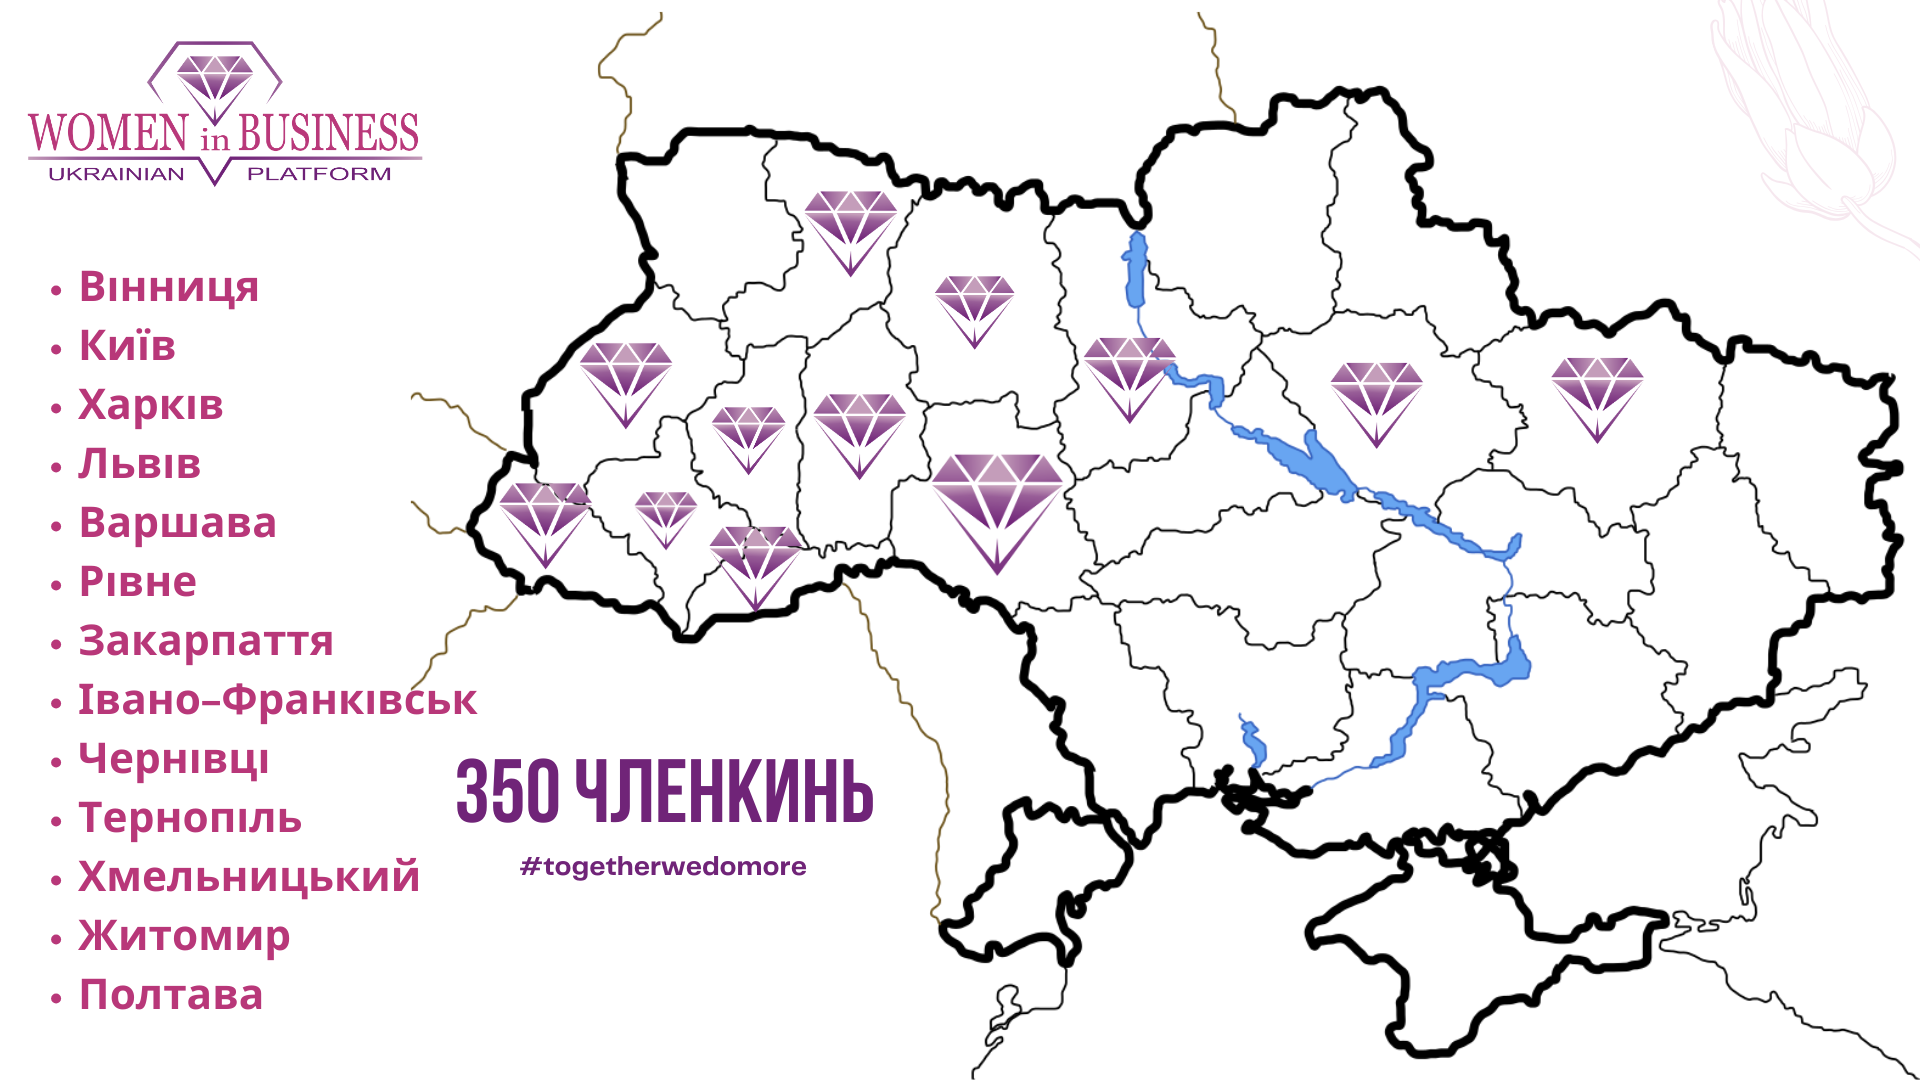 WOMEN in BUSINESS
UKRAINIAN PLATFORM
• Вінниця
• Київ
• Харків
• Львів
• Варшава
• Рівне
• Закарпаття
• Івано–Франківськ
• Чернівці
• Тернопіль
• Хмельницький
• Житомир
• Полтава
350 ЧЛЕНКИНЬ
#togetherwedomore